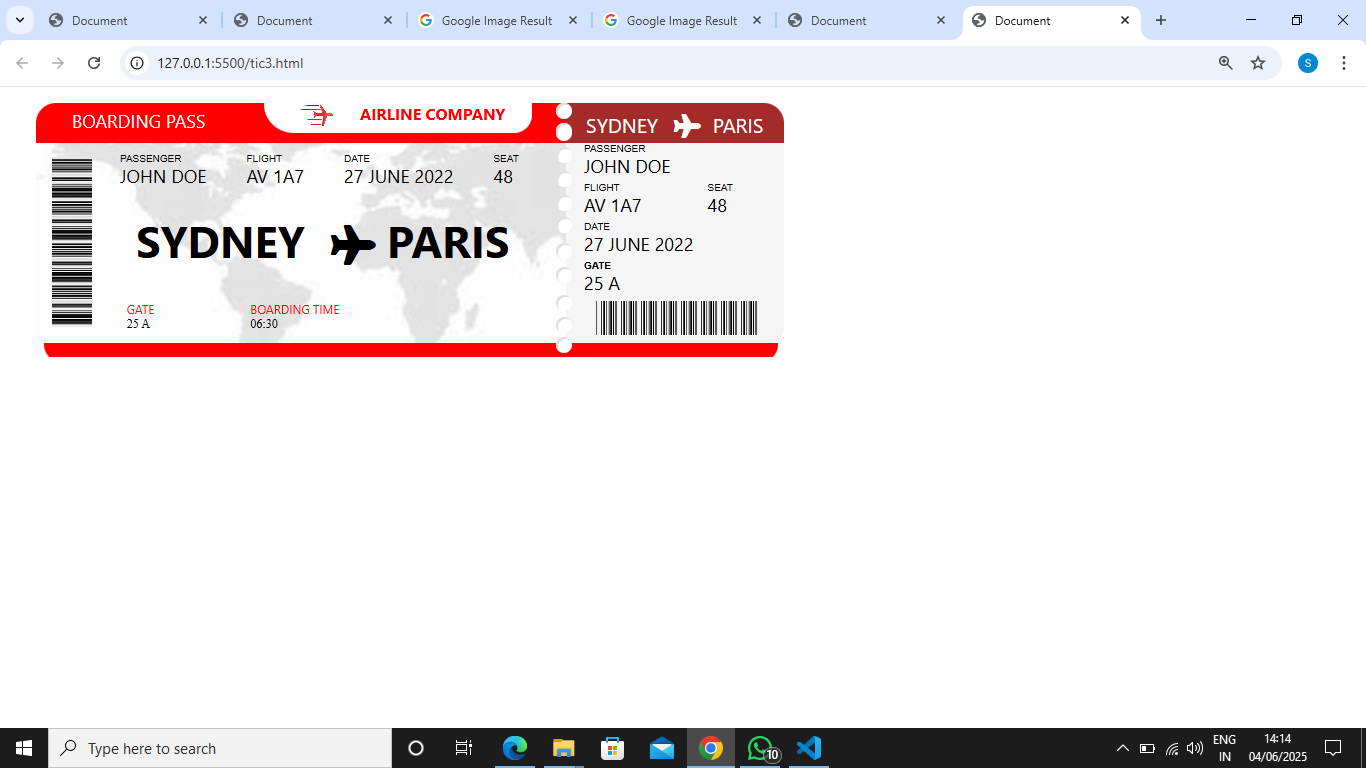 Document
Document
Google Image Result
Google Image Result
Document
Document
127.0.0.1:5500/tic3.html
S
BOARDING PASS
AIRLINE COMPANY
SYDNEY PARIS
PASSENGER FLIGHT DATE SEAT
JOHN DOE AV 1A7 27 JUNE 2022 48
SYDNEY PARIS
GATE BOARDING TIME
25 A 06:30
PASSENGER
JOHN DOE
FLIGHT SEAT
AV 1A7 48
DATE
27 JUNE 2022
GATE
25 A
Type here to search
10
ENG
IN
14:14
04/06/2025